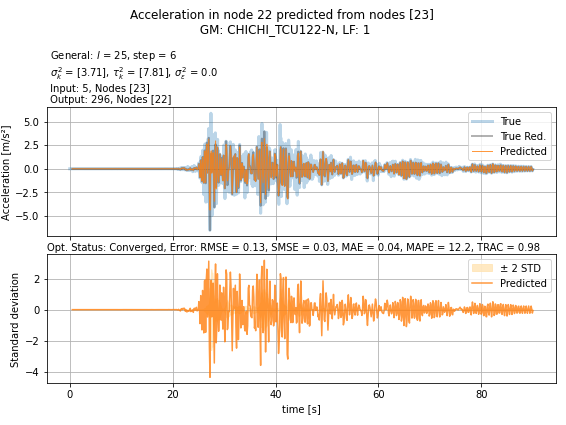 Acceleration in node 22 predicted from nodes [23]
GM: CHICHI_TCU122-N, LF: 1
General: l = 25, step = 6
σ²ₖ = [3.71], τ²ₖ = [7.81], σ²ε = 0.0
Input: 5, Nodes [23]
Output: 296, Nodes [22]
Acceleration [m/s²]
5.0
2.5
0.0
−2.5
−5.0
True
True Red.
Predicted
Opt. Status: Converged, Error: RMSE = 0.13, SMSE = 0.03, MAE = 0.04, MAPE = 12.2, TRAC = 0.98
Standard deviation
2
0
−2
−4
± 2 STD
Predicted
0 20 40 60 80
time [s]